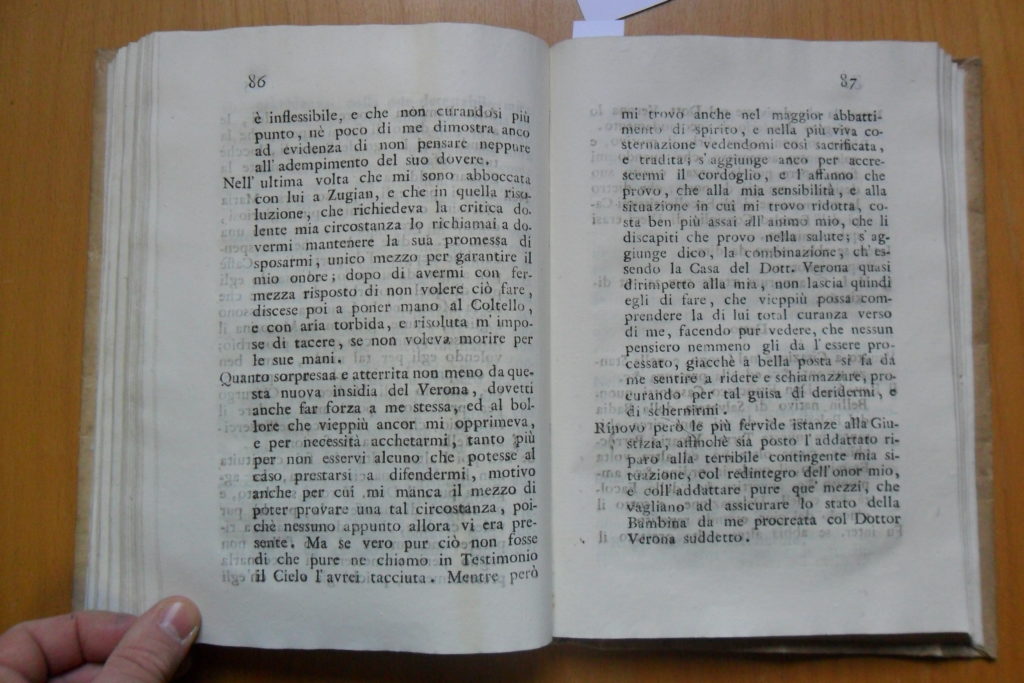 86
è inflessibile, e che non curandosi più
punto, nè poco di me dimostra anco
ad evidenza di non pensare neppure
all'adempimento del suo dovere.
Nell'ultima volta che mi sono abboccata
con lui a Zugian, e che in quella riso-
luzione, che richiedeva la critica do-
lente mia circostanza lo richiamai a do-
vermi mantenere la sua promessa di
sposarmi, unico mezzo per garantire il
mio onore; dopo di avermi con fer-
mezza risposto di non volere ciò fare,
discese poi a poner mano al Coltello,
e con aria torbida, e risoluta m'impo-
se di tacere, se non voleva morire per
le sue mani.
Quanto sorpresaa e atterrita non meno da que-
sta nuova insidia del Verona, dovetti
anche far forza a me stessa, ed al bol-
lore che vieppiù ancor mi opprimeva,
e per necessità acchetarmi, tanto più
per non esservi alcuno che potesse al
caso prestarsi a difendermi, motivo
anche per cui mi manca il mezzo di
poter provare una tal circostanza, poi-
chè nessuno appunto allora vi era pre-
sente. Ma se vero pur ciò non fosse
di che pure ne chiamo in Testimonio
il Cielo l'avrei tacciuta. Mentre però
87
mi trovo anche nel maggior abbatti-
mento di spirito, e nella più viva co-
sternazione vedendomi così sacrificata,
e tradita; s'aggiunge anco per accre-
scermi il cordoglio, e l'affanno che
provo, che alla mia sensibilità, e alla
situazione in cui mi trovo ridotta, co-
sta ben più assai all'animo mio, che li
discapiti che provo nella salute; s'ag-
giunge dico, la combinazione, ch'es-
sendo la Casa del Dott. Verona quasi
dirimpetto alla mia, non lascia quindi
egli di fare, che vieppiù possa com-
prendere la di lui total curanza verso
di me, facendo pur vedere, che nessun
pensiero nemmeno gli da l'essere pro-
cessato, giacchè a bella posta si fa da
me sentire a ridere e schiamazzare, pro-
curando per tal guisa di deridermi, e
di schernirmi.
Rinovo però le più fervide istanze alla Giu-
stizia, affinchè sia posto l'addattato ri-
paro alla terribile contingente mia si-
tuazione, col redintegro dell'onor mio,
e coll'addattare pure que' mezzi, che
vagliano ad assicurare lo stato della
Bambina da me procreata col Dottor
Verona suddetto.